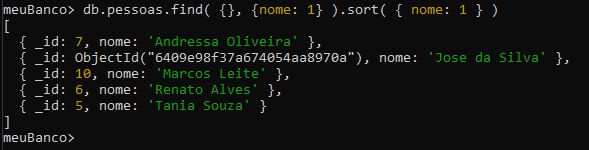 meuBanco> db.pessoas.find( {}, {nome: 1} ).sort( { nome: 1 } )
[
  { _id: 7, nome: 'Andressa Oliveira' },
  { _id: ObjectId("6409e98f37a674054aa8970a"), nome: 'Jose da Silva' },
  { _id: 10, nome: 'Marcos Leite' },
  { _id: 6, nome: 'Renato Alves' },
  { _id: 5, nome: 'Tania Souza' }
]
meuBanco>